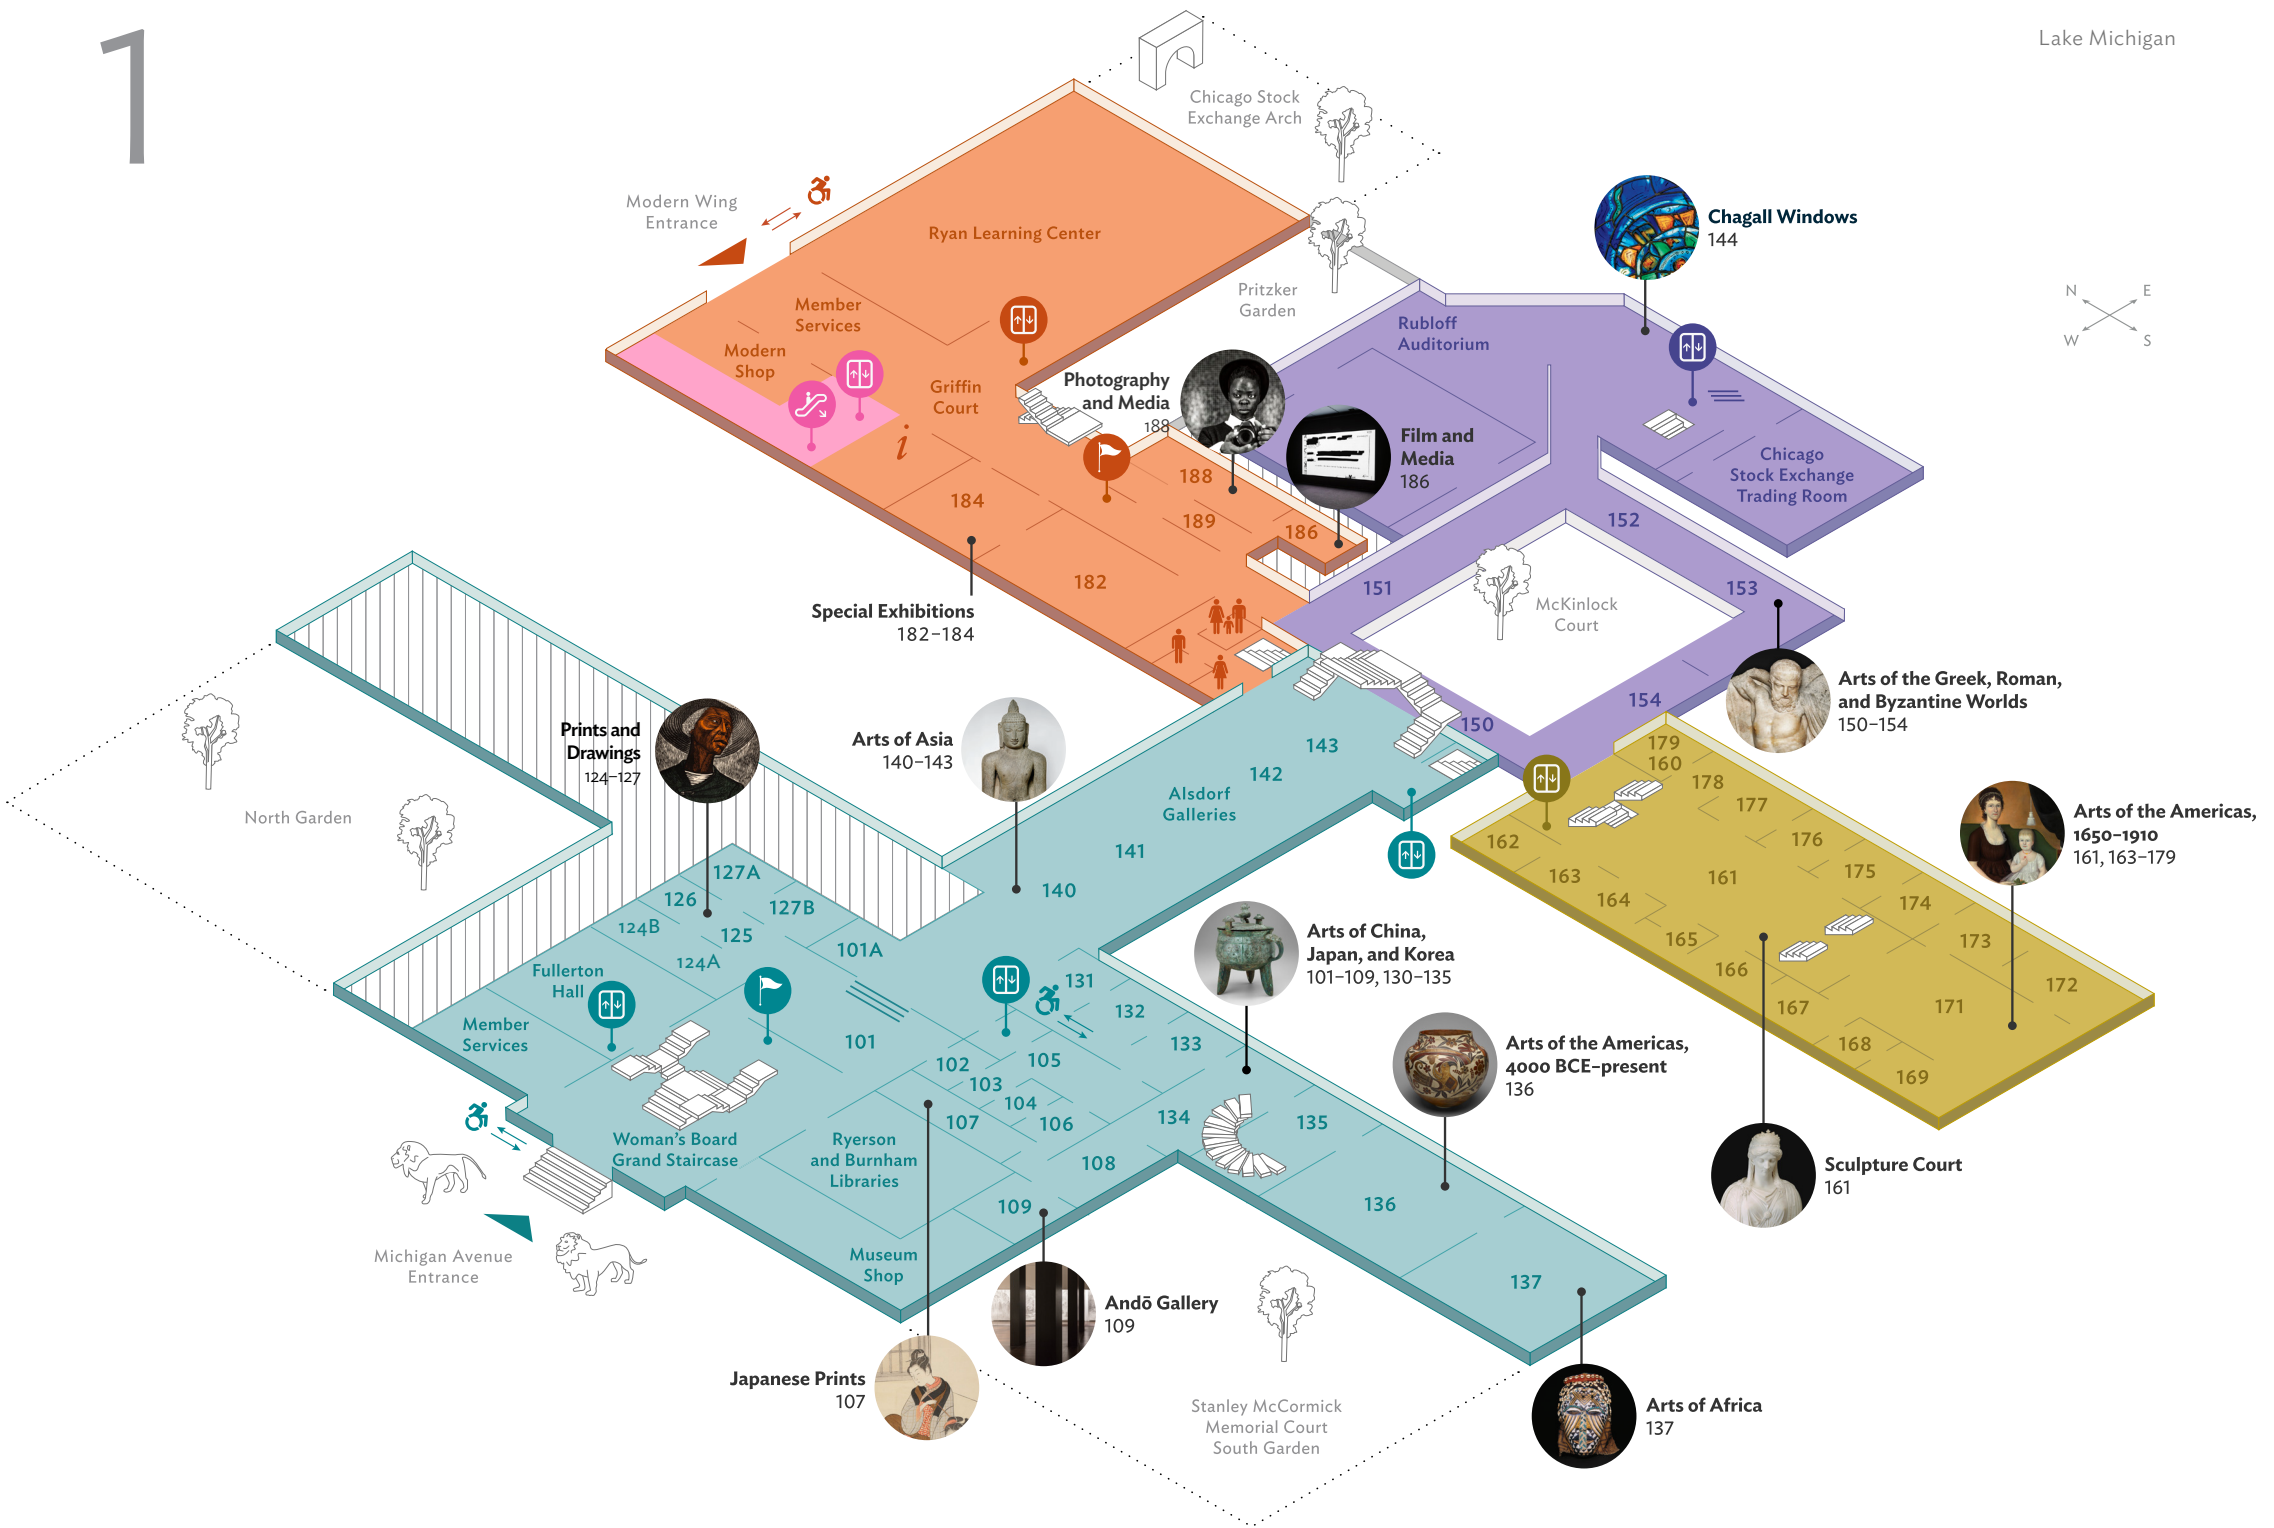 1
Lake Michigan
Chicago Stock
Exchange Arch
Modern Wing
Entrance
Ryan Learning Center
Chagall Windows
144
Pritzker
Garden
N
E
W
S
Member
Services
Rubloff
Auditorium
Modern
Shop
Griffin
Court
Photography
and Media
188
Film and
Media
186
i
Chicago
Stock Exchange
Trading Room
188
184
189
186
152
182
151
153
McKinlock
Court
Special Exhibitions
182–184
Arts of the Greek, Roman,
and Byzantine Worlds
150–154
154
150
Prints and
Drawings
124–127
Arts of Asia
140–143
143
142
179
160
178
177
Alsdorf
Galleries
North Garden
162
176
Arts of the Americas,
1650–1910
161, 163–179
141
163
161
175
127A
140
126
164
174
127B
124B
125
165
173
Arts of China,
Japan, and Korea
101–109, 130–135
101A
124A
Fullerton
Hall
166
131
172
167
171
132
Member
Services
101
133
168
Arts of the Americas,
4000 BCE–present
136
102
105
103
169
104
107
106
134
135
Woman's Board
Grand Staircase
Ryerson
and Burnham
Libraries
108
Sculpture Court
161
136
109
Michigan Avenue
Entrance
Museum
Shop
137
Andō Gallery
109
Japanese Prints
107
Stanley McCormick
Memorial Court
South Garden
Arts of Africa
137